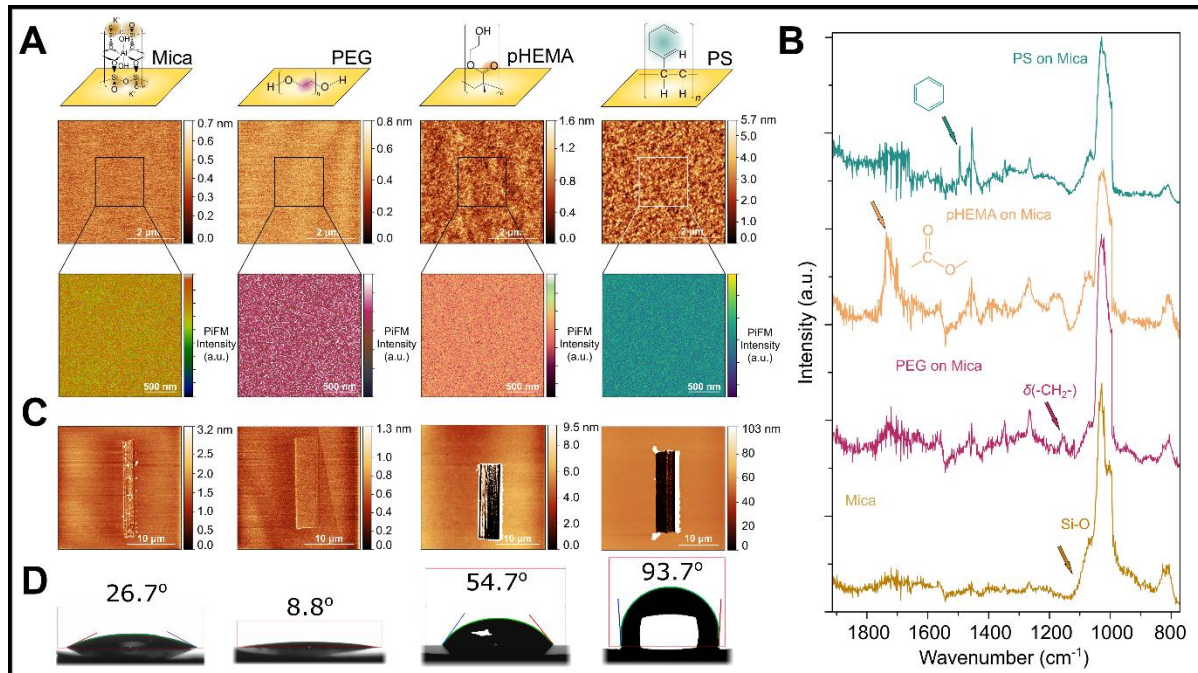 A
Mica
PEG
pHEMA
PS
K
OH
Al
OH
O
K
H
O
O
H
n
OH
O
O
n
H
C
C
H
H
n
0.7 nm
0.6
0.5
0.4
0.3
0.2
0.1
0.0
2 µm
0.8 nm
0.6
0.4
0.2
0.0
2 µm
1.6 nm
1.2
0.8
0.4
0.0
2 µm
5.7 nm
5.0
4.0
3.0
2.0
1.0
0.0
2 µm
PiFM
Intensity
(a.u.)
500 nm
PiFM
Intensity
(a.u.)
500 nm
PiFM
Intensity
(a.u.)
500 nm
PiFM
Intensity
(a.u.)
500 nm
C
3.2 nm
2.5
2.0
1.5
1.0
0.5
0.0
10 µm
1.3 nm
1.0
0.8
0.6
0.4
0.2
0.0
10 µm
9.5 nm
8.0
6.0
4.0
2.0
0.0
10 µm
103 nm
80
60
40
20
0
10 µm
D
26.7º
8.8º
54.7º
93.7º
B
PS on Mica
pHEMA on Mica
O
C
O
PEG on Mica
δ(-CH₂-)
Mica
Si-O
Intensity (a.u.)
1800
1600
1400
1200
1000
800
Wavenumber (cm⁻¹)